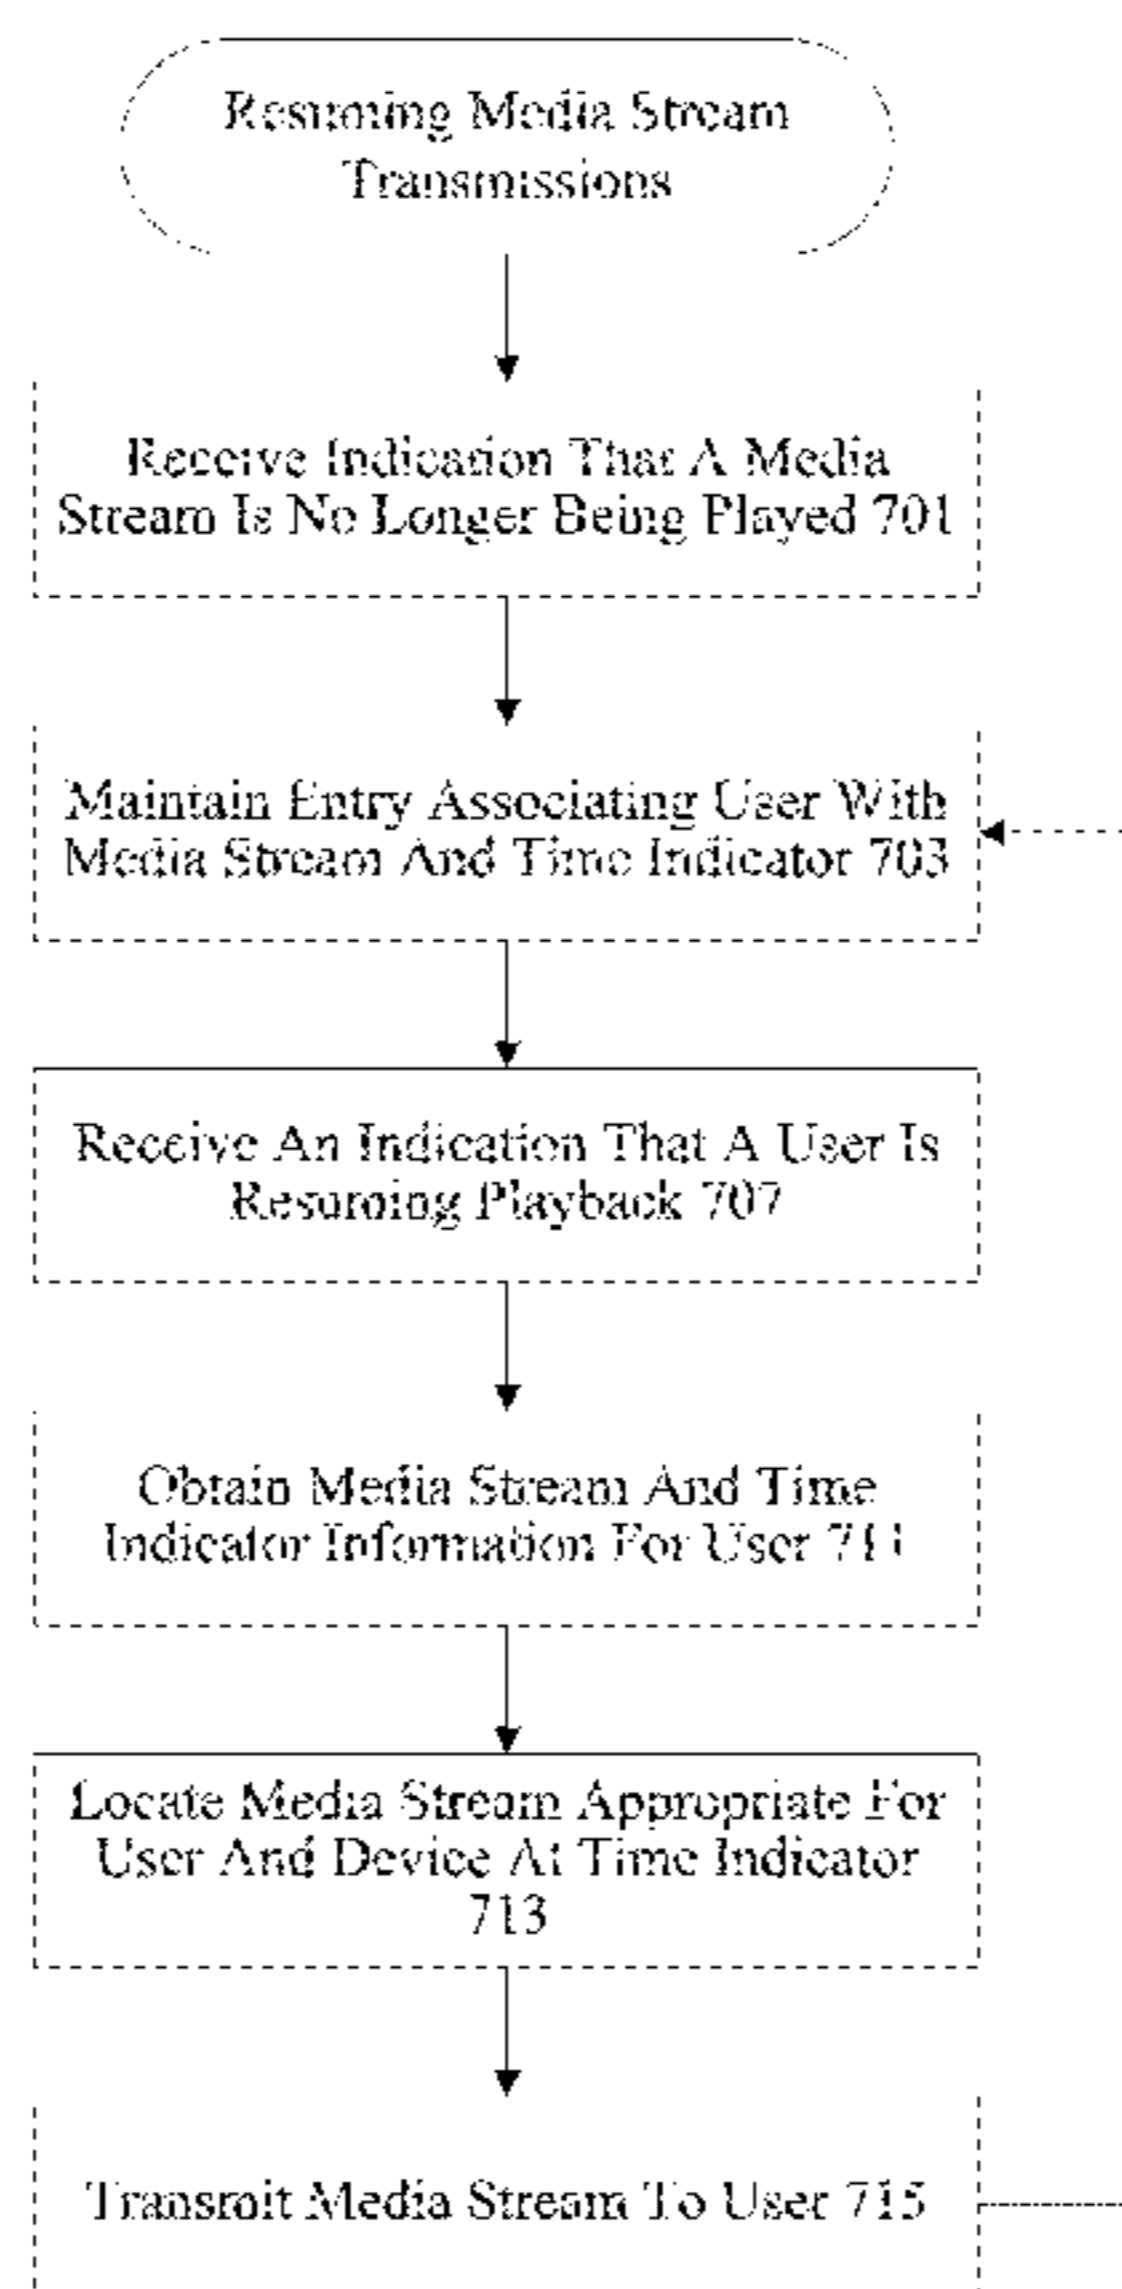 Resuming Media Stream
Transmissions
Receive Indication That A Media
Stream Is No Longer Being Played 701
Maintain Entry Associating User With
Media Stream And Time Indicator 703
Receive An Indication That A User Is
Resuming Playback 707
Obtain Media Stream And Time
Indicator Information For User 711
Locate Media Stream Appropriate For
User And Device At Time Indicator
713
Transmit Media Stream To User 715